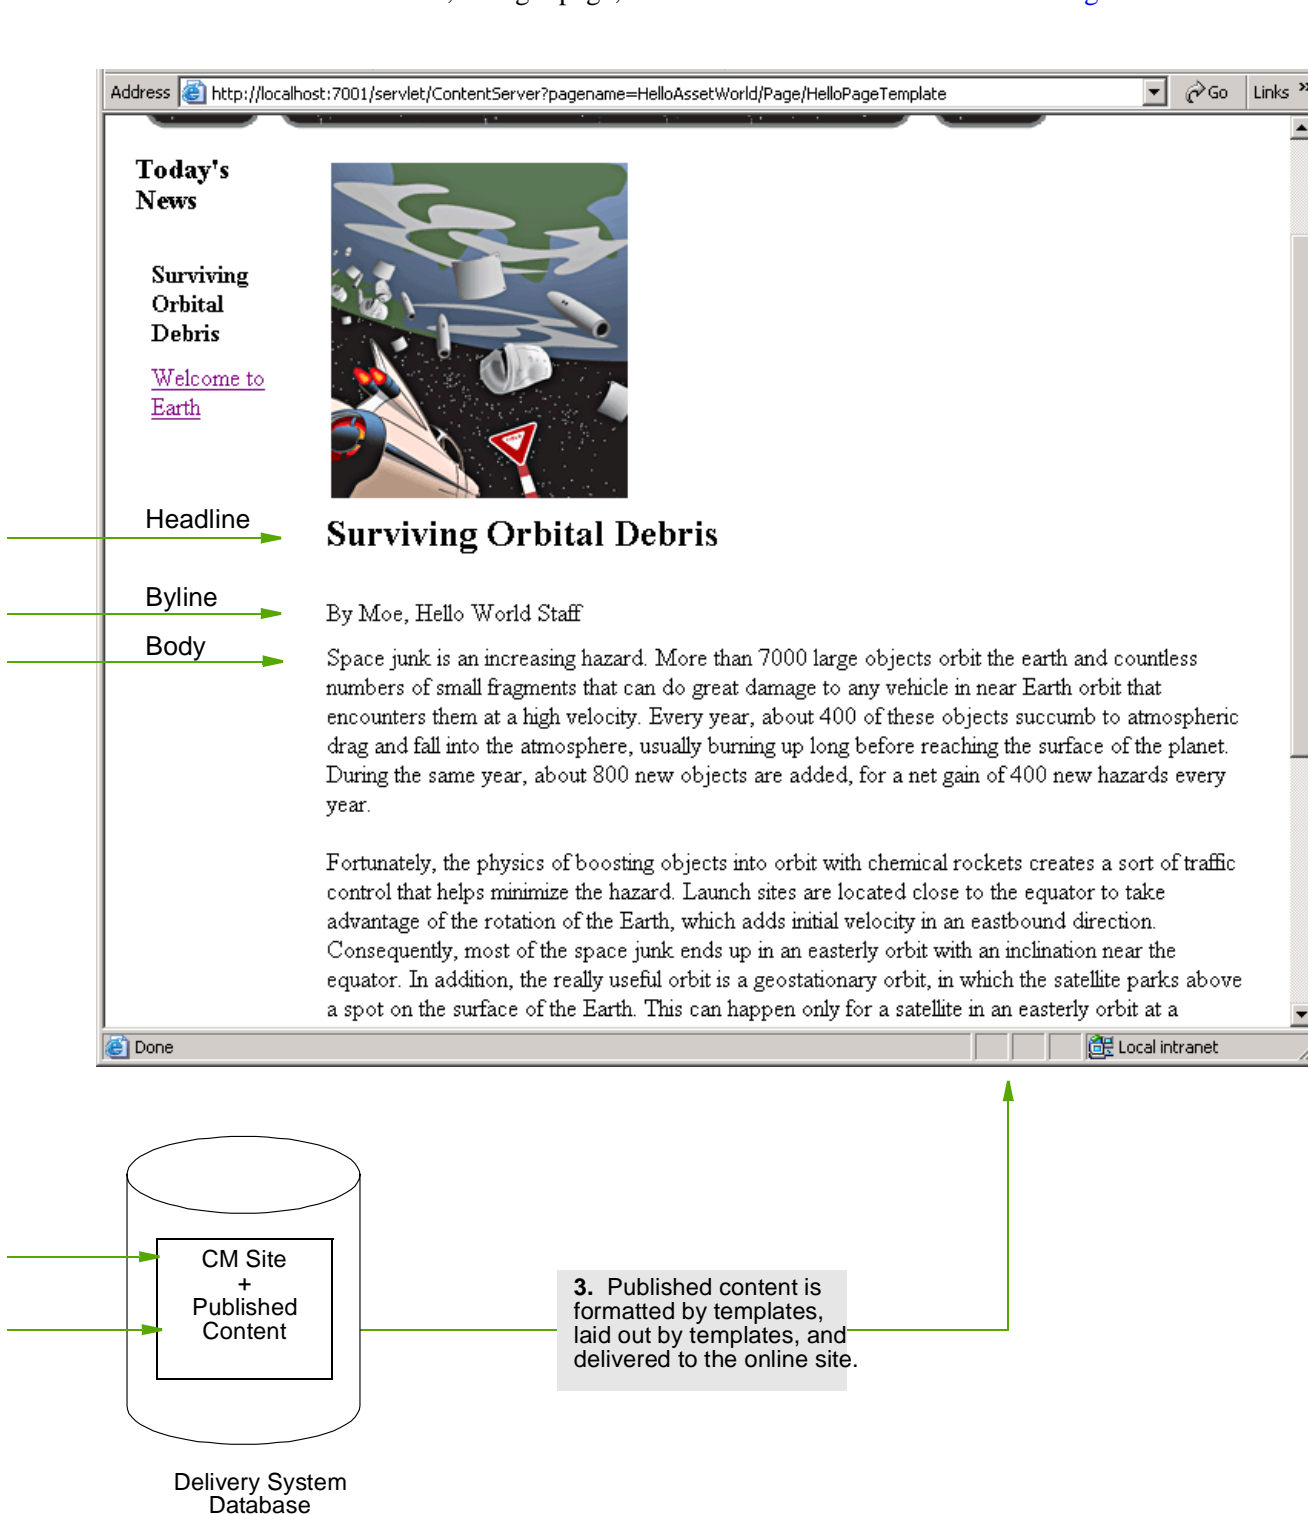 Address http://localhost:7001/servlet/ContentServer?pagename=HelloAssetWorld/Page/HelloPageTemplate Go Links »
Today's
News
Surviving
Orbital
Debris
Welcome to
Earth
Headline
Surviving Orbital Debris
Byline
By Moe, Hello World Staff
Body
Space junk is an increasing hazard. More than 7000 large objects orbit the earth and countless
numbers of small fragments that can do great damage to any vehicle in near Earth orbit that
encounters them at a high velocity. Every year, about 400 of these objects succumb to atmospheric
drag and fall into the atmosphere, usually burning up long before reaching the surface of the planet.
During the same year, about 800 new objects are added, for a net gain of 400 new hazards every
year.
Fortunately, the physics of boosting objects into orbit with chemical rockets creates a sort of traffic
control that helps minimize the hazard. Launch sites are located close to the equator to take
advantage of the rotation of the Earth, which adds initial velocity in an eastbound direction.
Consequently, most of the space junk ends up in an easterly orbit with an inclination near the
equator. In addition, the really useful orbit is a geostationary orbit, in which the satellite parks above
a spot on the surface of the Earth. This can happen only for a satellite in an easterly orbit at a
Done Local intranet
CM Site
+
Published
Content
3. Published content is
formatted by templates,
laid out by templates, and
delivered to the online site.
Delivery System
Database